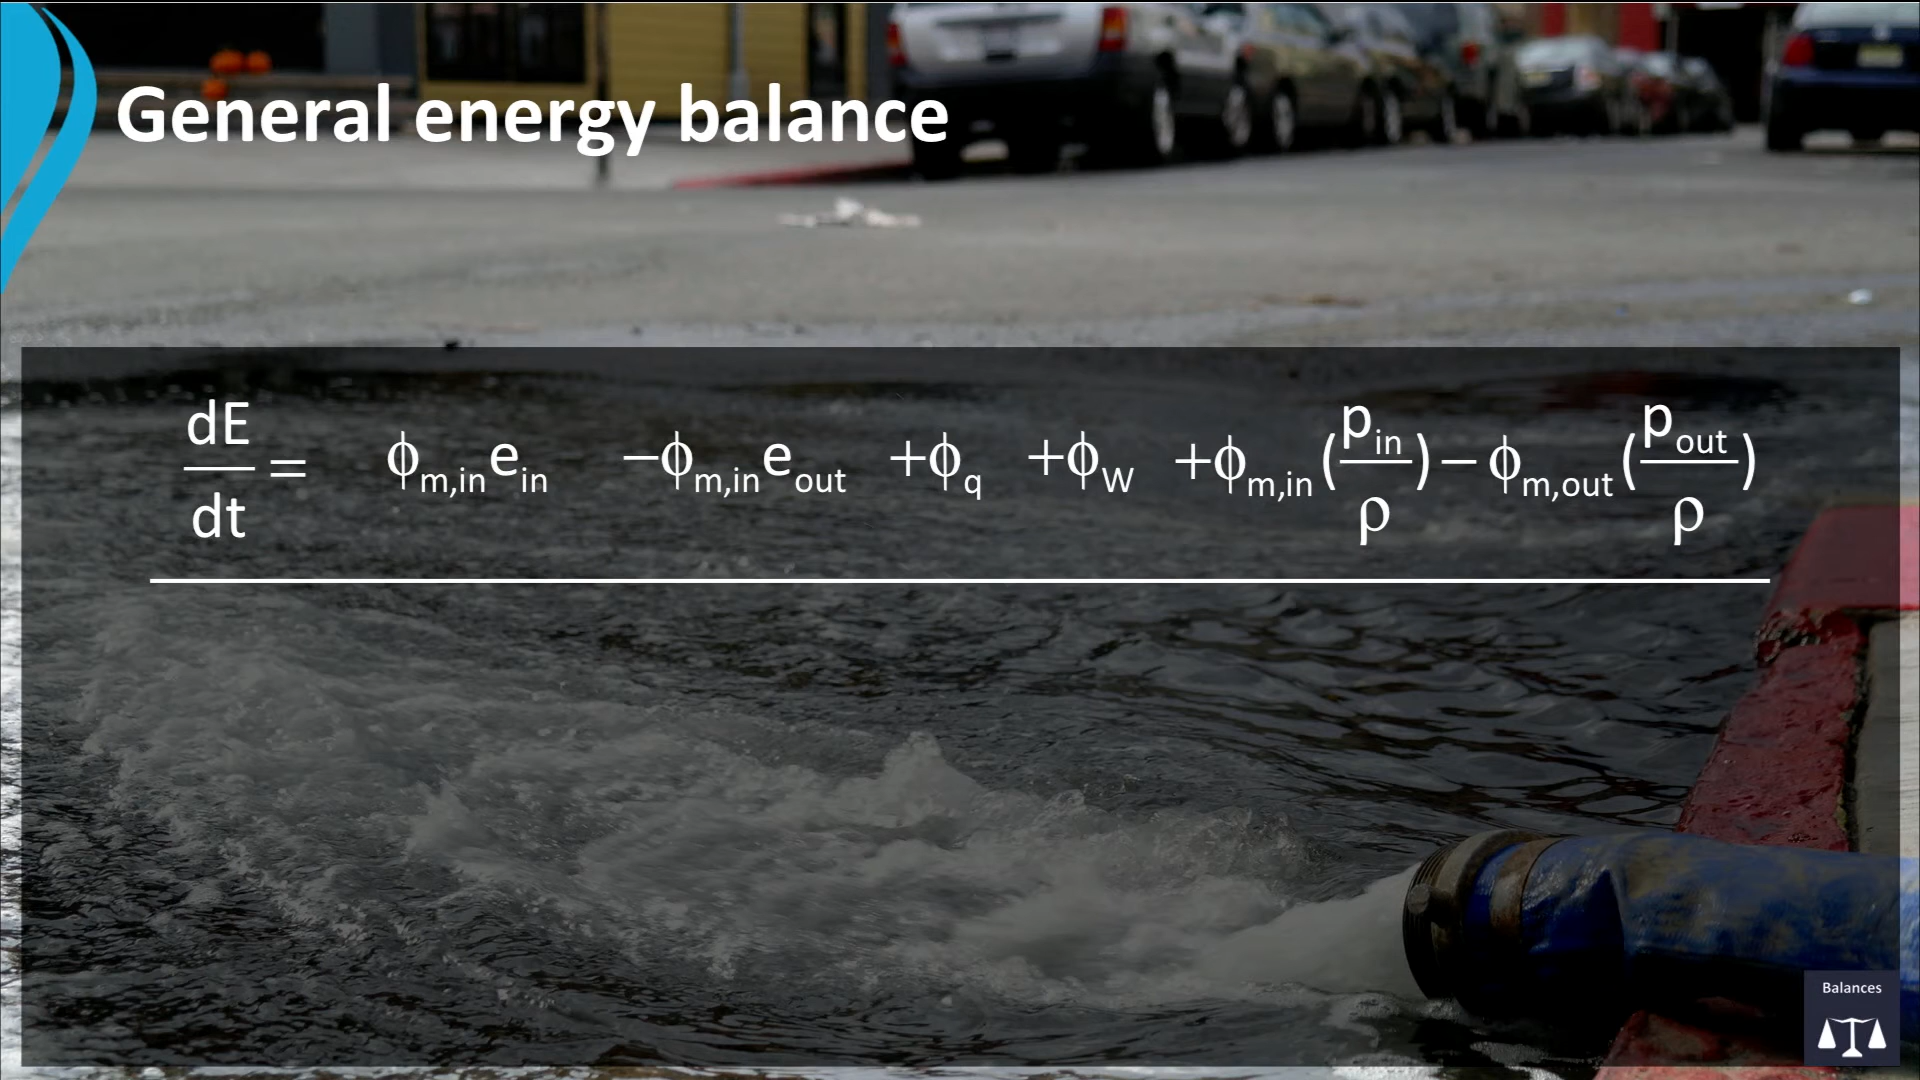 General energy balance
dE/dt = ϕm,in ein −ϕm,in eout +ϕq +ϕW +ϕm,in (pin/ρ) − ϕm,out (pout/ρ)
Balances